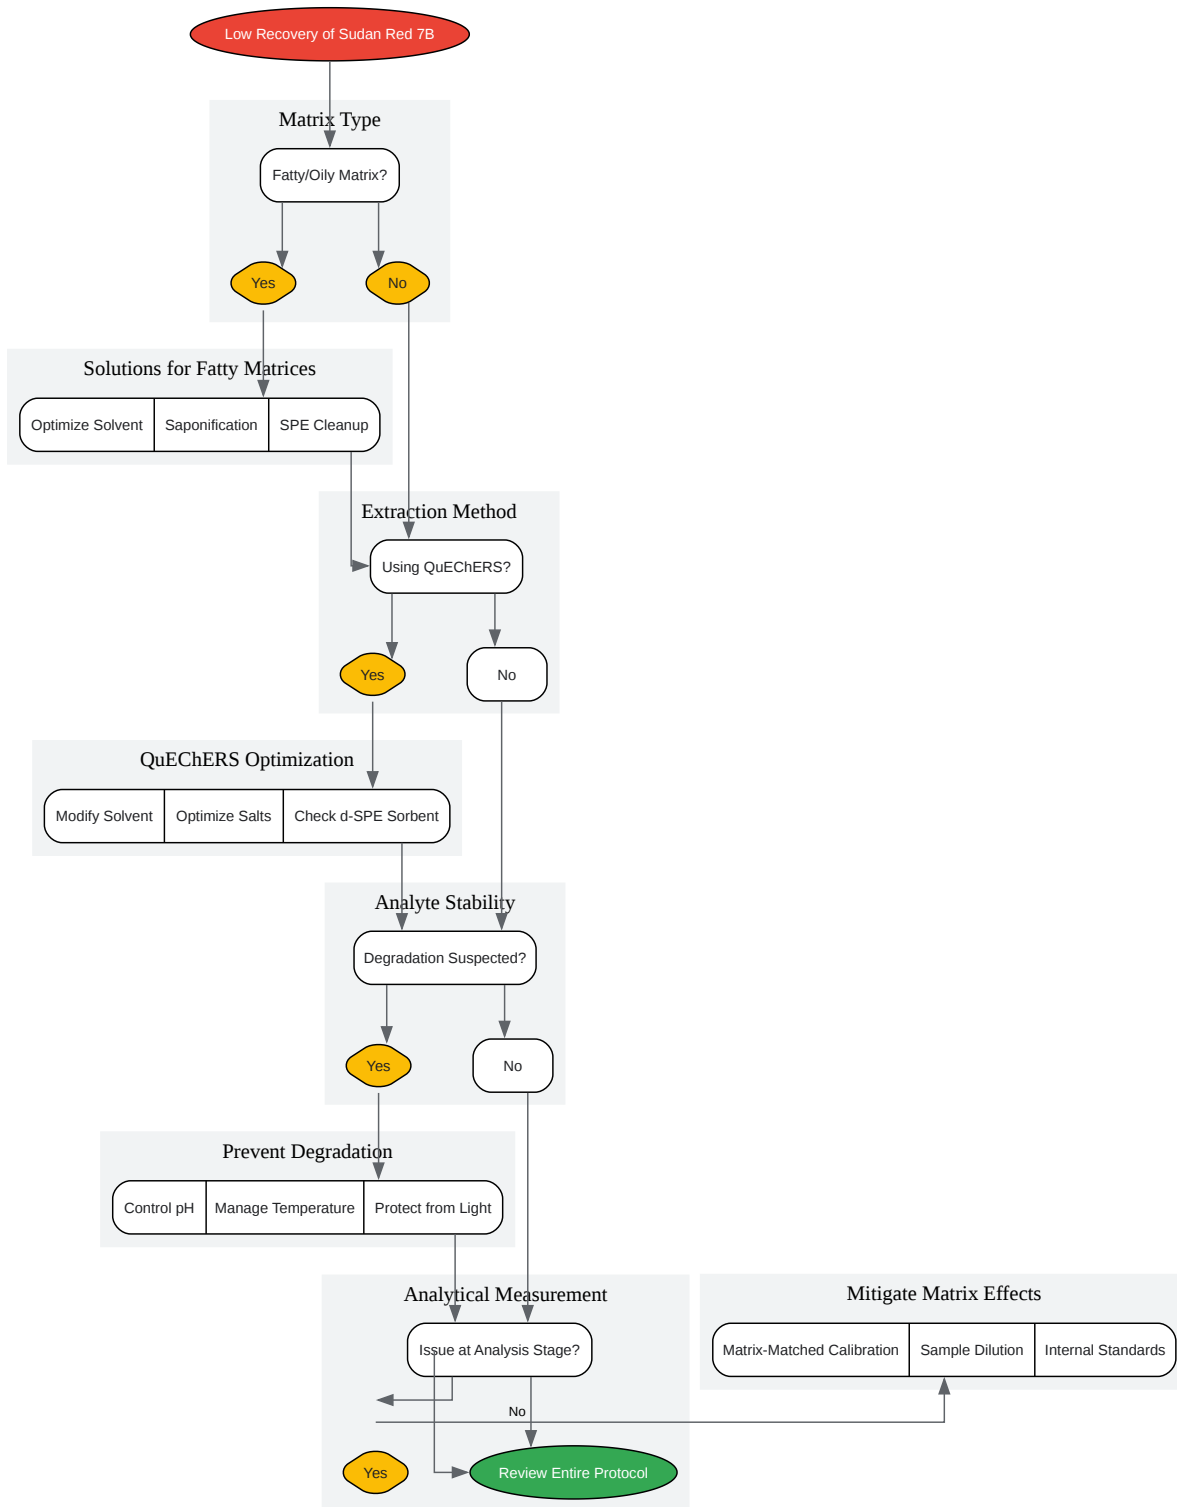 Low Recovery of Sudan Red 7B
Matrix Type
Fatty/Oily Matrix?
Yes
No
Solutions for Fatty Matrices
Optimize Solvent
Saponification
SPE Cleanup
Extraction Method
Using QuEChERS?
Yes
No
QuEChERS Optimization
Modify Solvent
Optimize Salts
Check d-SPE Sorbent
Analyte Stability
Degradation Suspected?
Yes
No
Prevent Degradation
Control pH
Manage Temperature
Protect from Light
Analytical Measurement
Issue at Analysis Stage?
Mitigate Matrix Effects
Matrix-Matched Calibration
Sample Dilution
Internal Standards
No
Yes
Review Entire Protocol